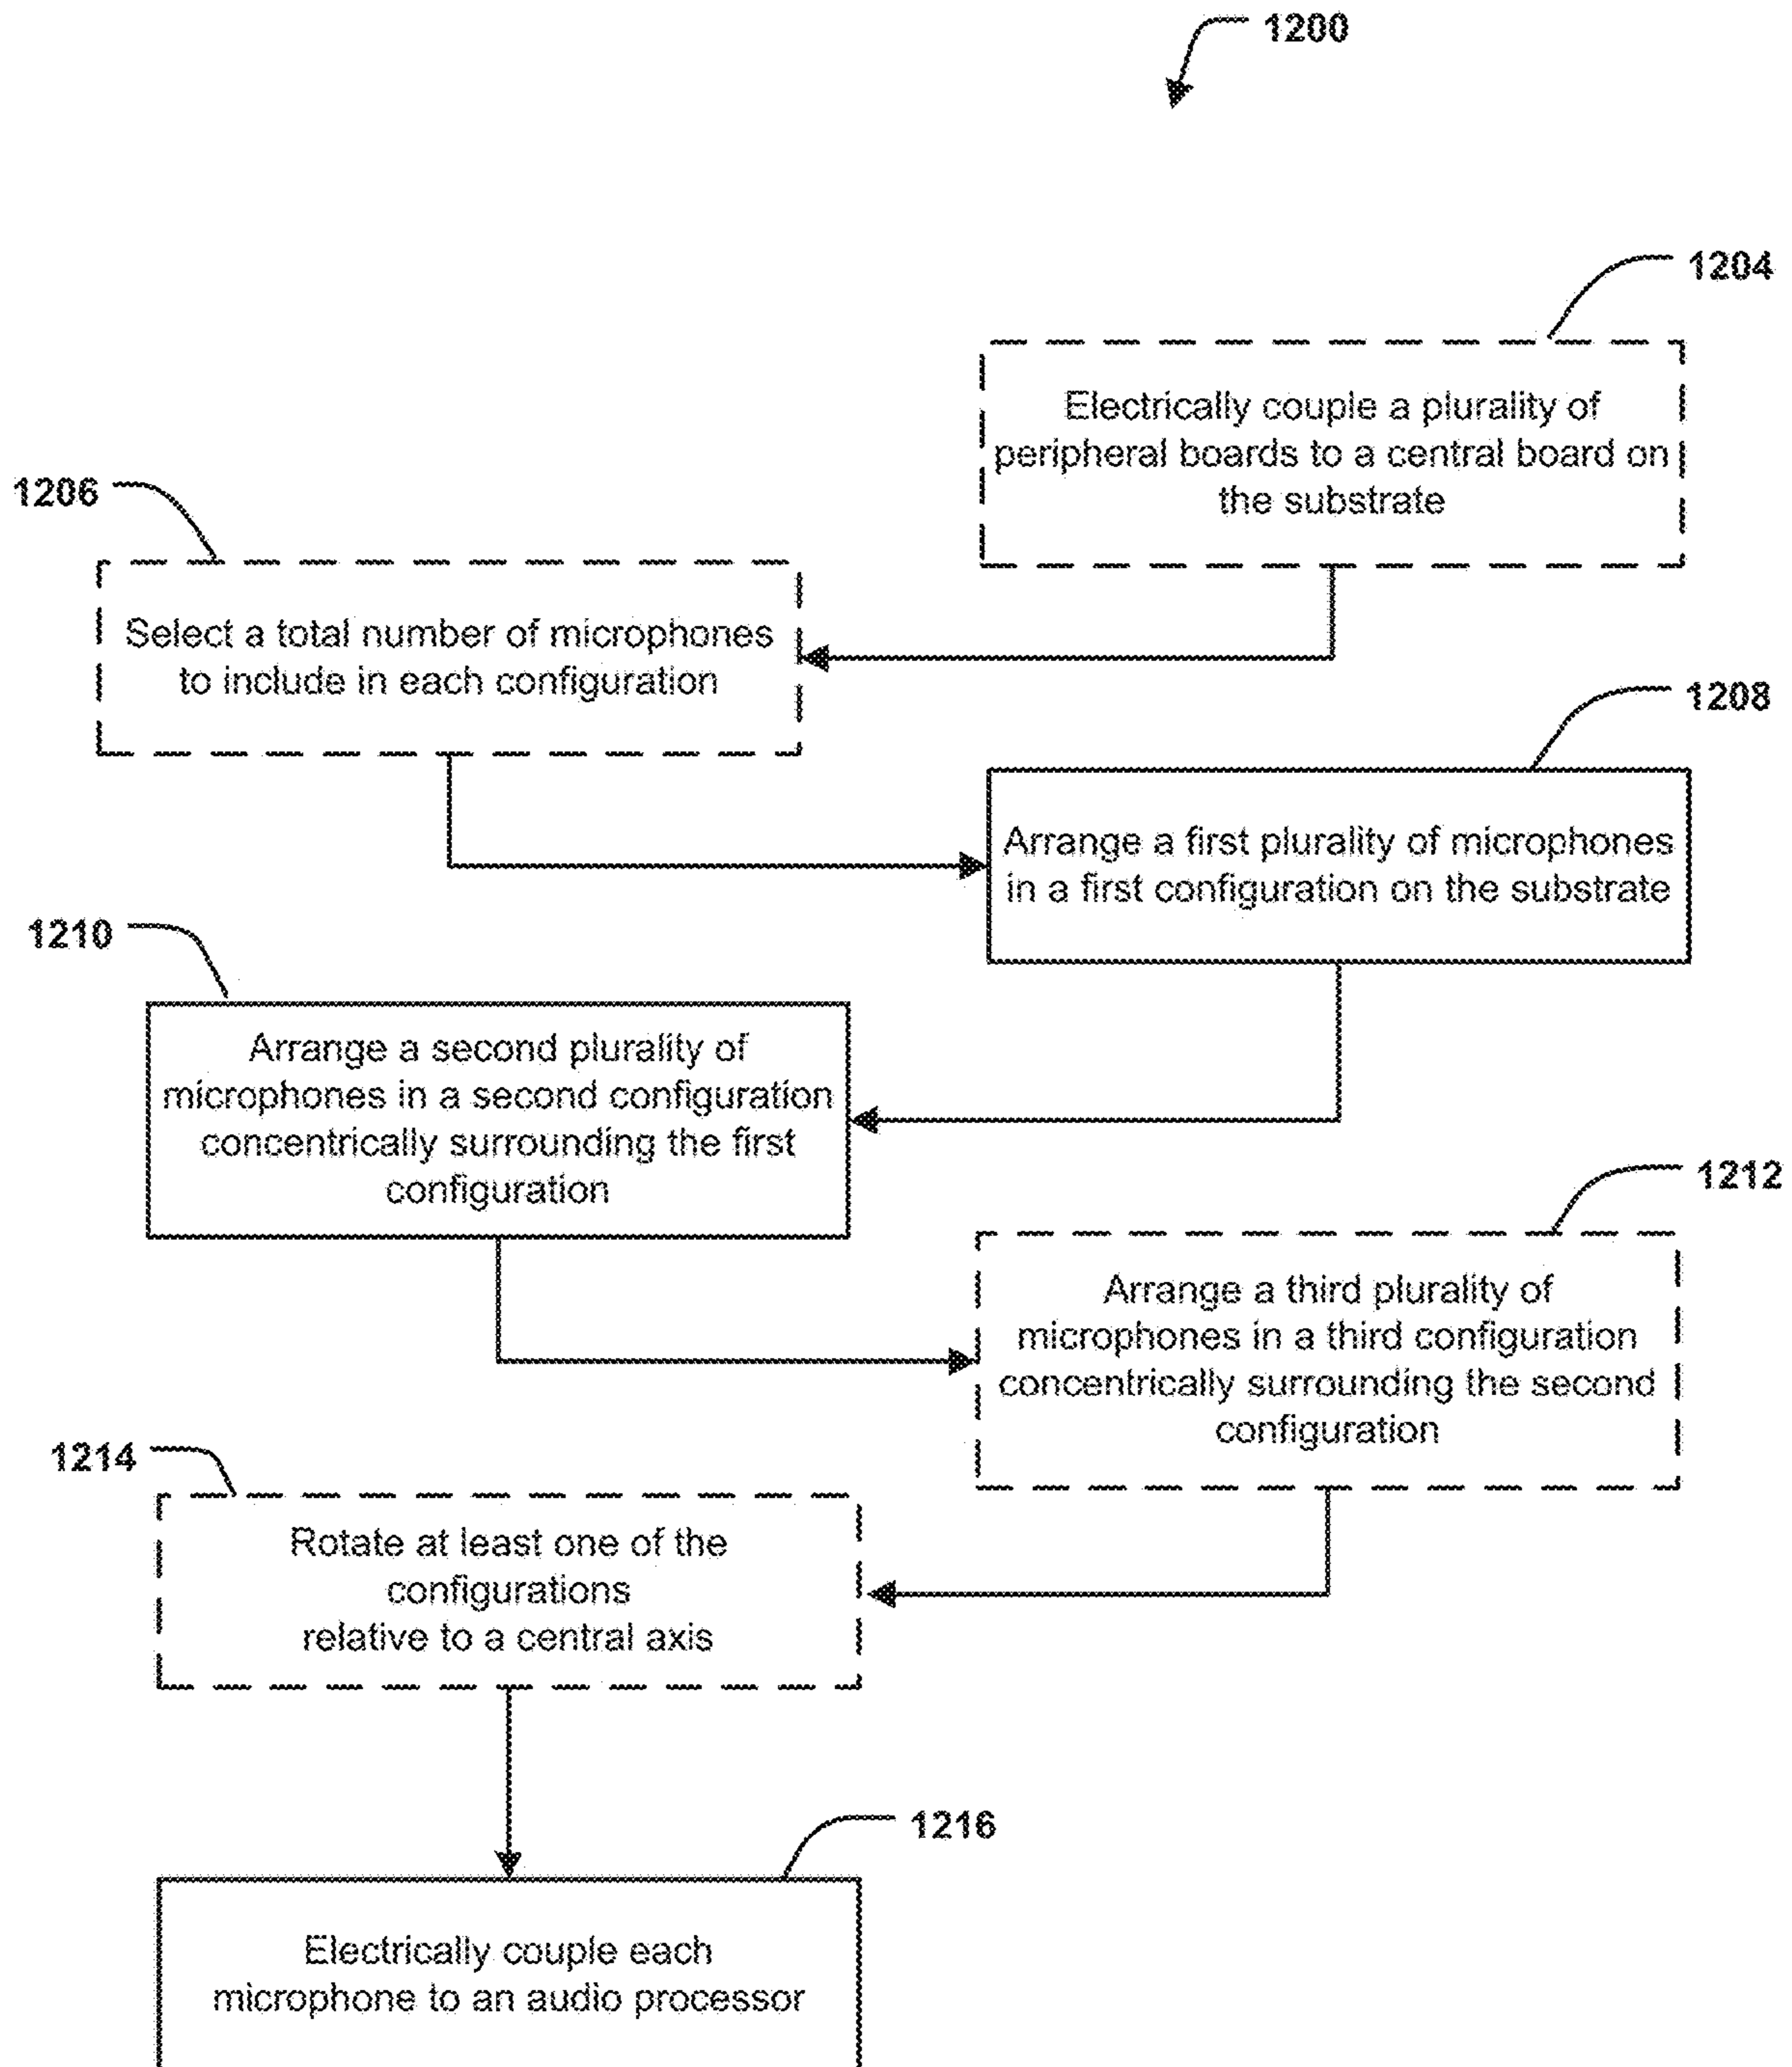 1200
1204
Electrically couple a plurality of
peripheral boards to a central board on
the substrate
1206
Select a total number of microphones
to include in each configuration
1208
Arrange a first plurality of microphones
in a first configuration on the substrate
1210
Arrange a second plurality of
microphones in a second configuration
concentrically surrounding the first
configuration
1212
Arrange a third plurality of
microphones in a third configuration
concentrically surrounding the second
configuration
1214
Rotate at least one of the
configurations
relative to a central axis
1216
Electrically couple each
microphone to an audio processor